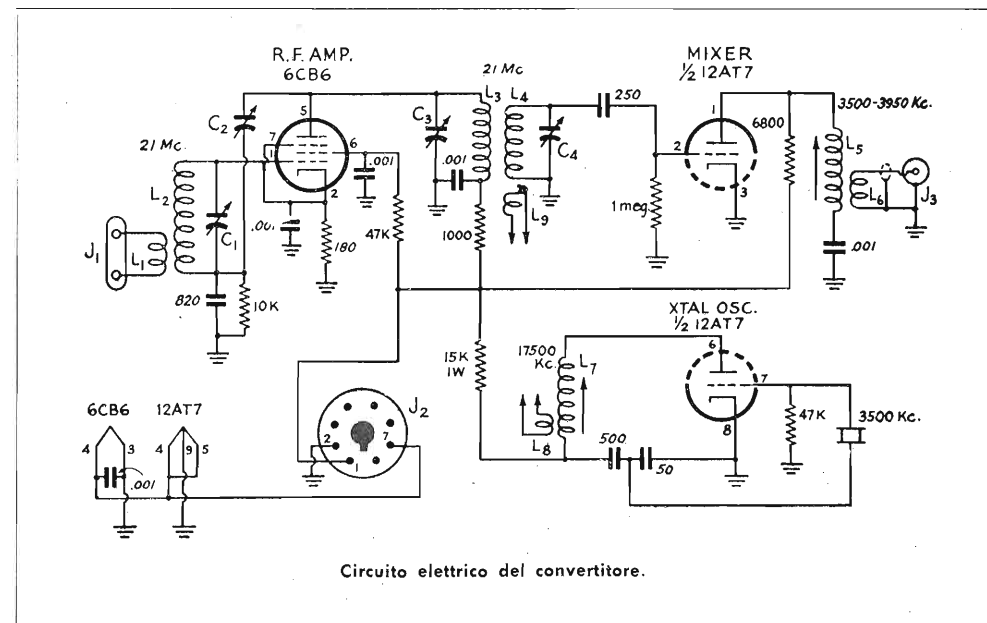 R.F. AMP.
6CB6
21 Mc
MIXER
½ 12AT7
3500-3950 Kc.
C2
5
7
1
6
2
.001
C3
L3
L4
250
C4
1
2
3
6800
L5
L6
J3
21 Mc.
L2
C1
J1
L1
.001
180
47K
.001
1000
L9
1 meg.
.001
820
10K
XTAL OSC.
½ 12AT7
15K
1W
17500
Kc.
L7
6
7
8
47K
3500 Kc.
L8
500
50
6CB6
12AT7
4
3
4
9
5
.001
J2
2
7
1
Circuito elettrico del convertitore.